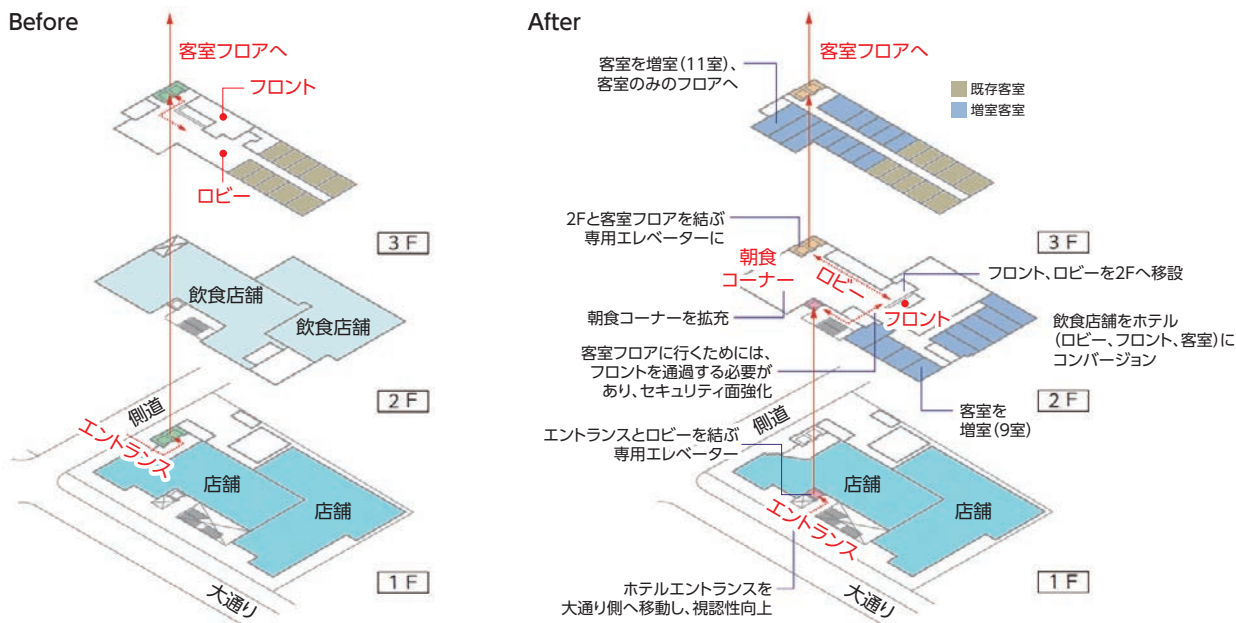 Before
客室フロアへ
フロント
ロビー
3F
飲食店舗
飲食店舗
2F
側道
エントランス
店舗
店舗
1F
大通り
After
客室フロアへ
客室を増室(11室)、
客室のみのフロアへ
既存客室
増室客室
3F
2Fと客室フロアを結ぶ
専用エレベーターに
朝食
コーナー
ロビー
フロント、ロビーを2Fへ移設
フロント
朝食コーナーを拡充
飲食店舗をホテル
(ロビー、フロント、客室)に
コンバージョン
客室フロアに行くためには、
フロントを通過する必要が
あり、セキュリティ面強化
2F
客室を
増室(9室)
側道
エントランスとロビーを結ぶ
専用エレベーター
店舗
店舗
エントランス
1F
ホテルエントランスを
大通り側へ移動し、視認性向上
大通り